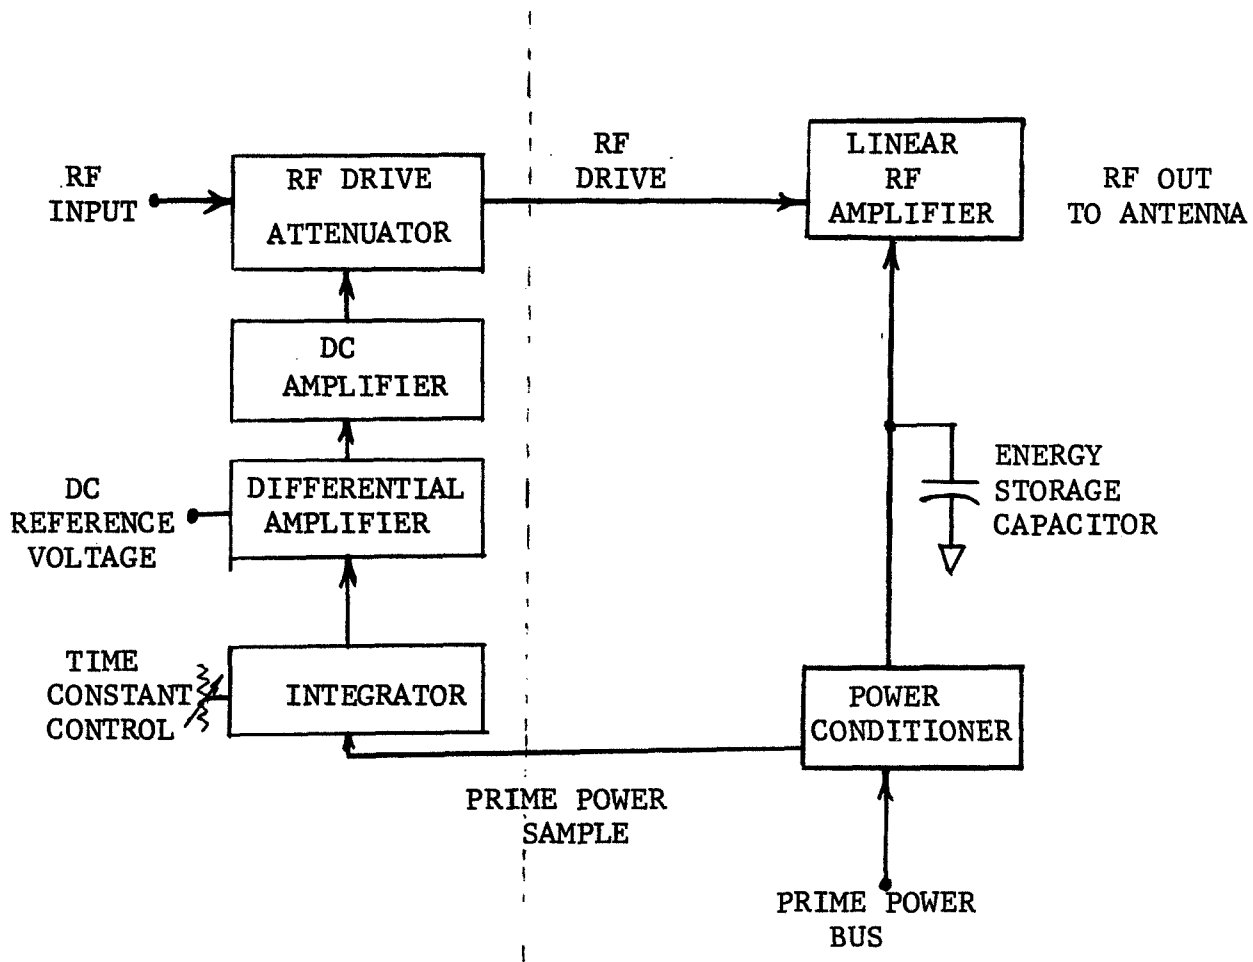 RF
INPUT
RF DRIVE
ATTENUATOR
RF
DRIVE
LINEAR
RF
AMPLIFIER
RF OUT
TO ANTENNA
DC
AMPLIFIER
DC
REFERENCE
VOLTAGE
DIFFERENTIAL
AMPLIFIER
ENERGY
STORAGE
CAPACITOR
TIME
CONSTANT
CONTROL
INTEGRATOR
POWER
CONDITIONER
PRIME POWER
SAMPLE
PRIME POWER
BUS